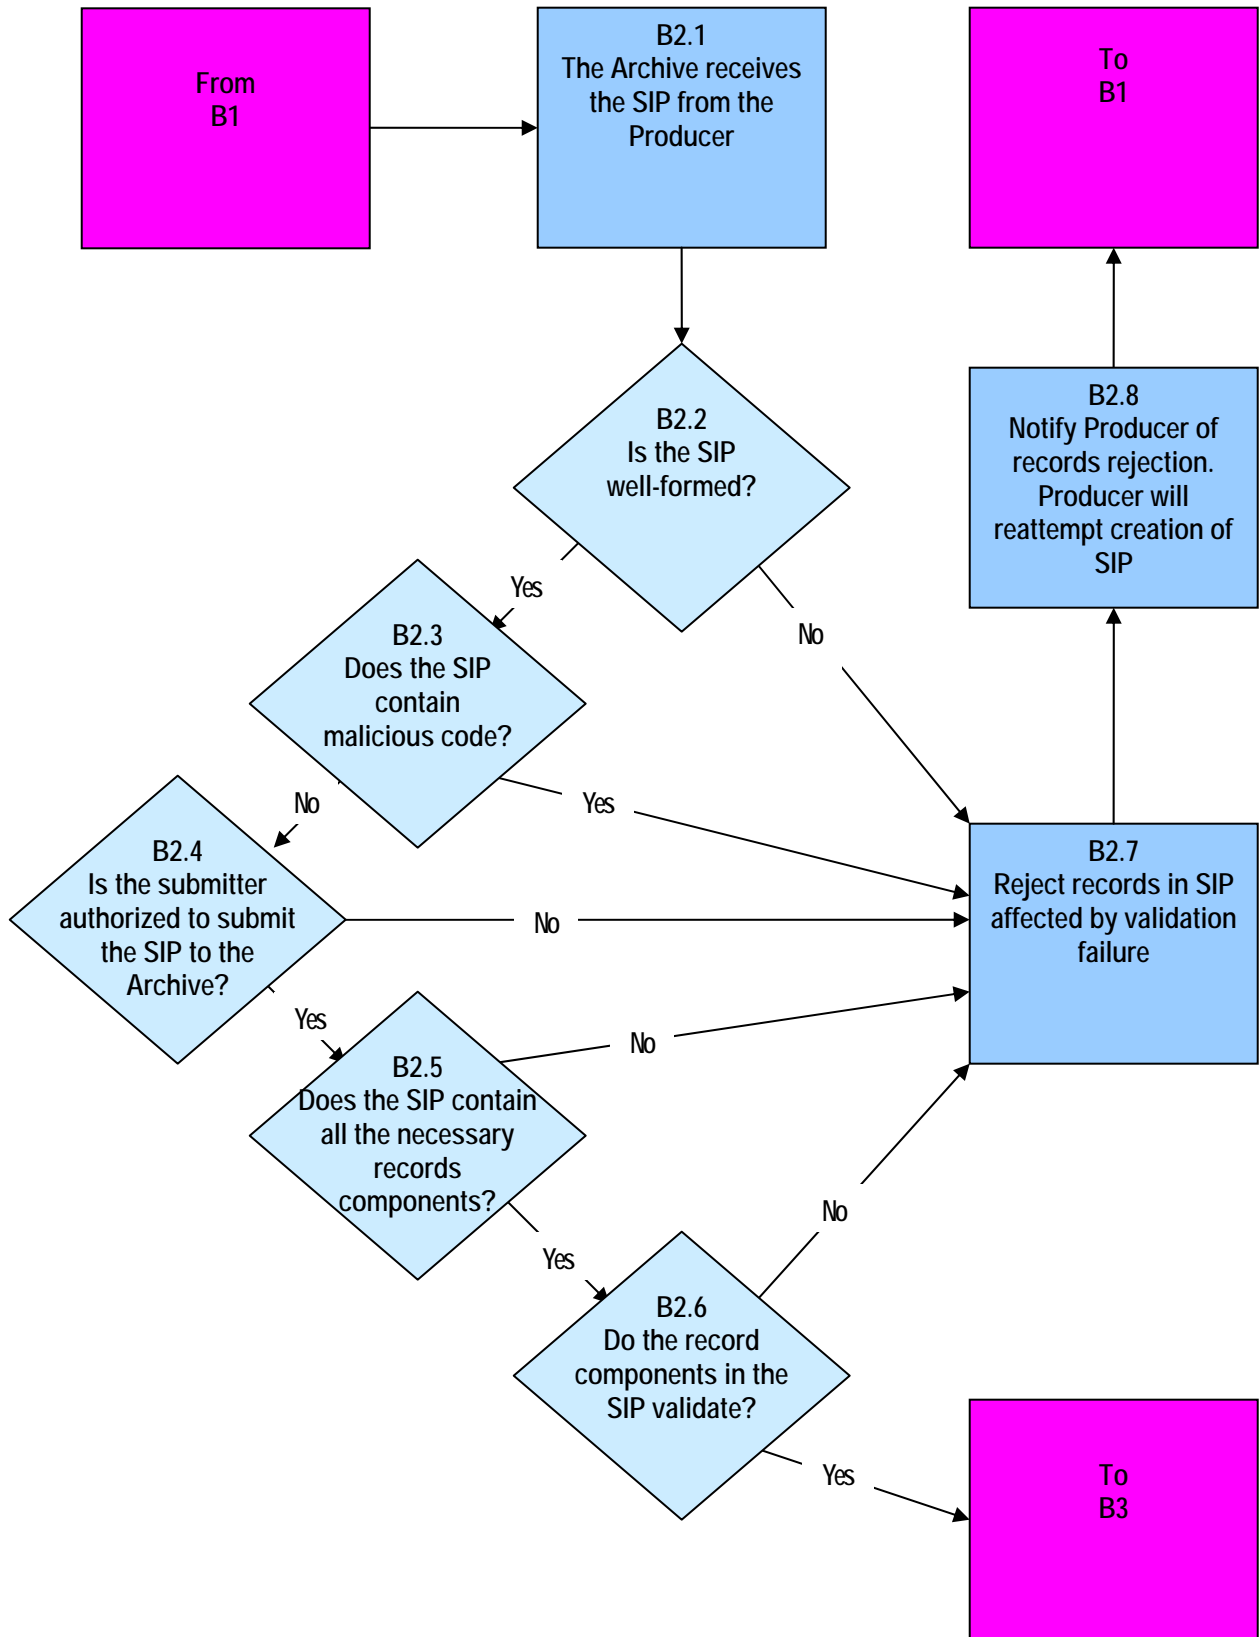 From
B1
B2.1
The Archive receives
the SIP from the
Producer
To
B1
B2.2
Is the SIP
well-formed?
B2.8
Notify Producer of
records rejection.
Producer will
reattempt creation of
SIP
Yes
No
B2.3
Does the SIP
contain
malicious code?
No
Yes
B2.4
Is the submitter
authorized to submit
the SIP to the
Archive?
No
B2.7
Reject records in SIP
affected by validation
failure
Yes
No
B2.5
Does the SIP contain
all the necessary
records
components?
Yes
No
B2.6
Do the record
components in the
SIP validate?
Yes
To
B3